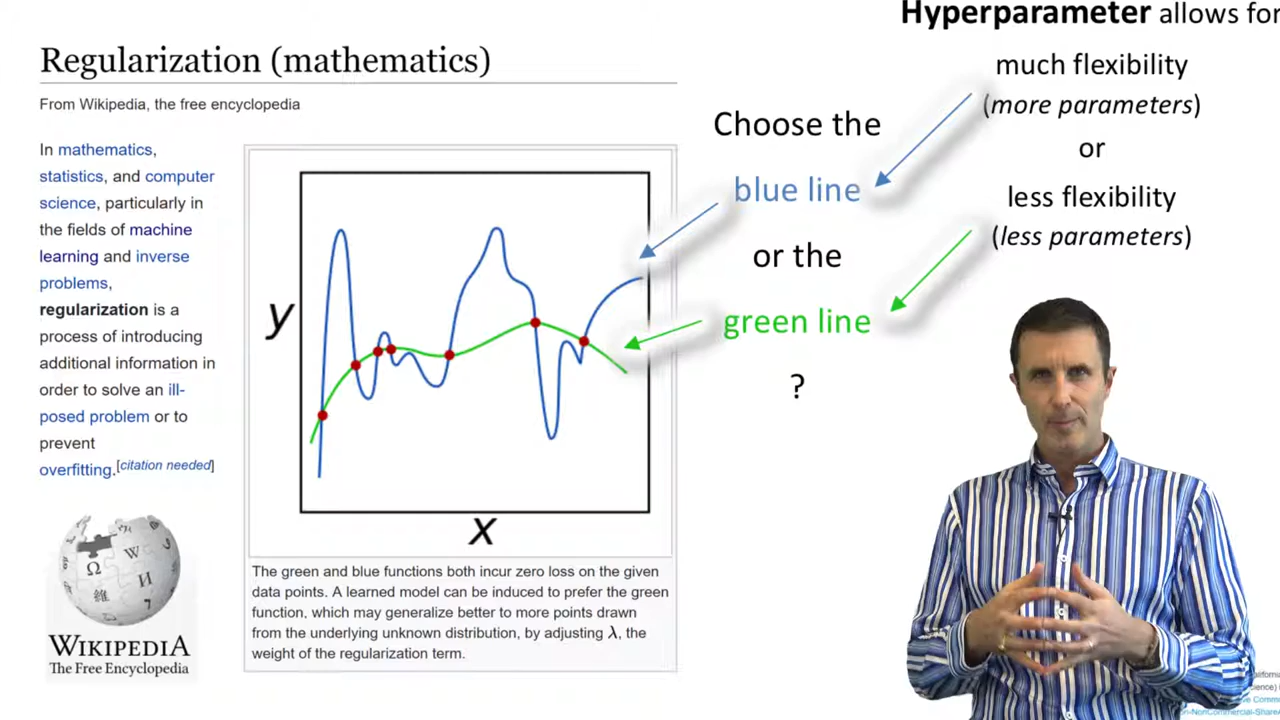 Hyperparameter allows for
much flexibility
(more parameters)
or
less flexibility
(less parameters)
Choose the
blue line
or the
green line
?
Regularization (mathematics)
From Wikipedia, the free encyclopedia
In mathematics,
statistics, and computer
science, particularly in
the fields of machine
learning and inverse
problems,
regularization is a
process of introducing
additional information in
order to solve an ill-
posed problem or to
prevent
overfitting.[citation needed]
y
x
The green and blue functions both incur zero loss on the given
data points. A learned model can be induced to prefer the green
function, which may generalize better to more points drawn
from the underlying unknown distribution, by adjusting λ, the
weight of the regularization term.
Ω
W
И
維
WIKIPEDIA
The Free Encyclopedia